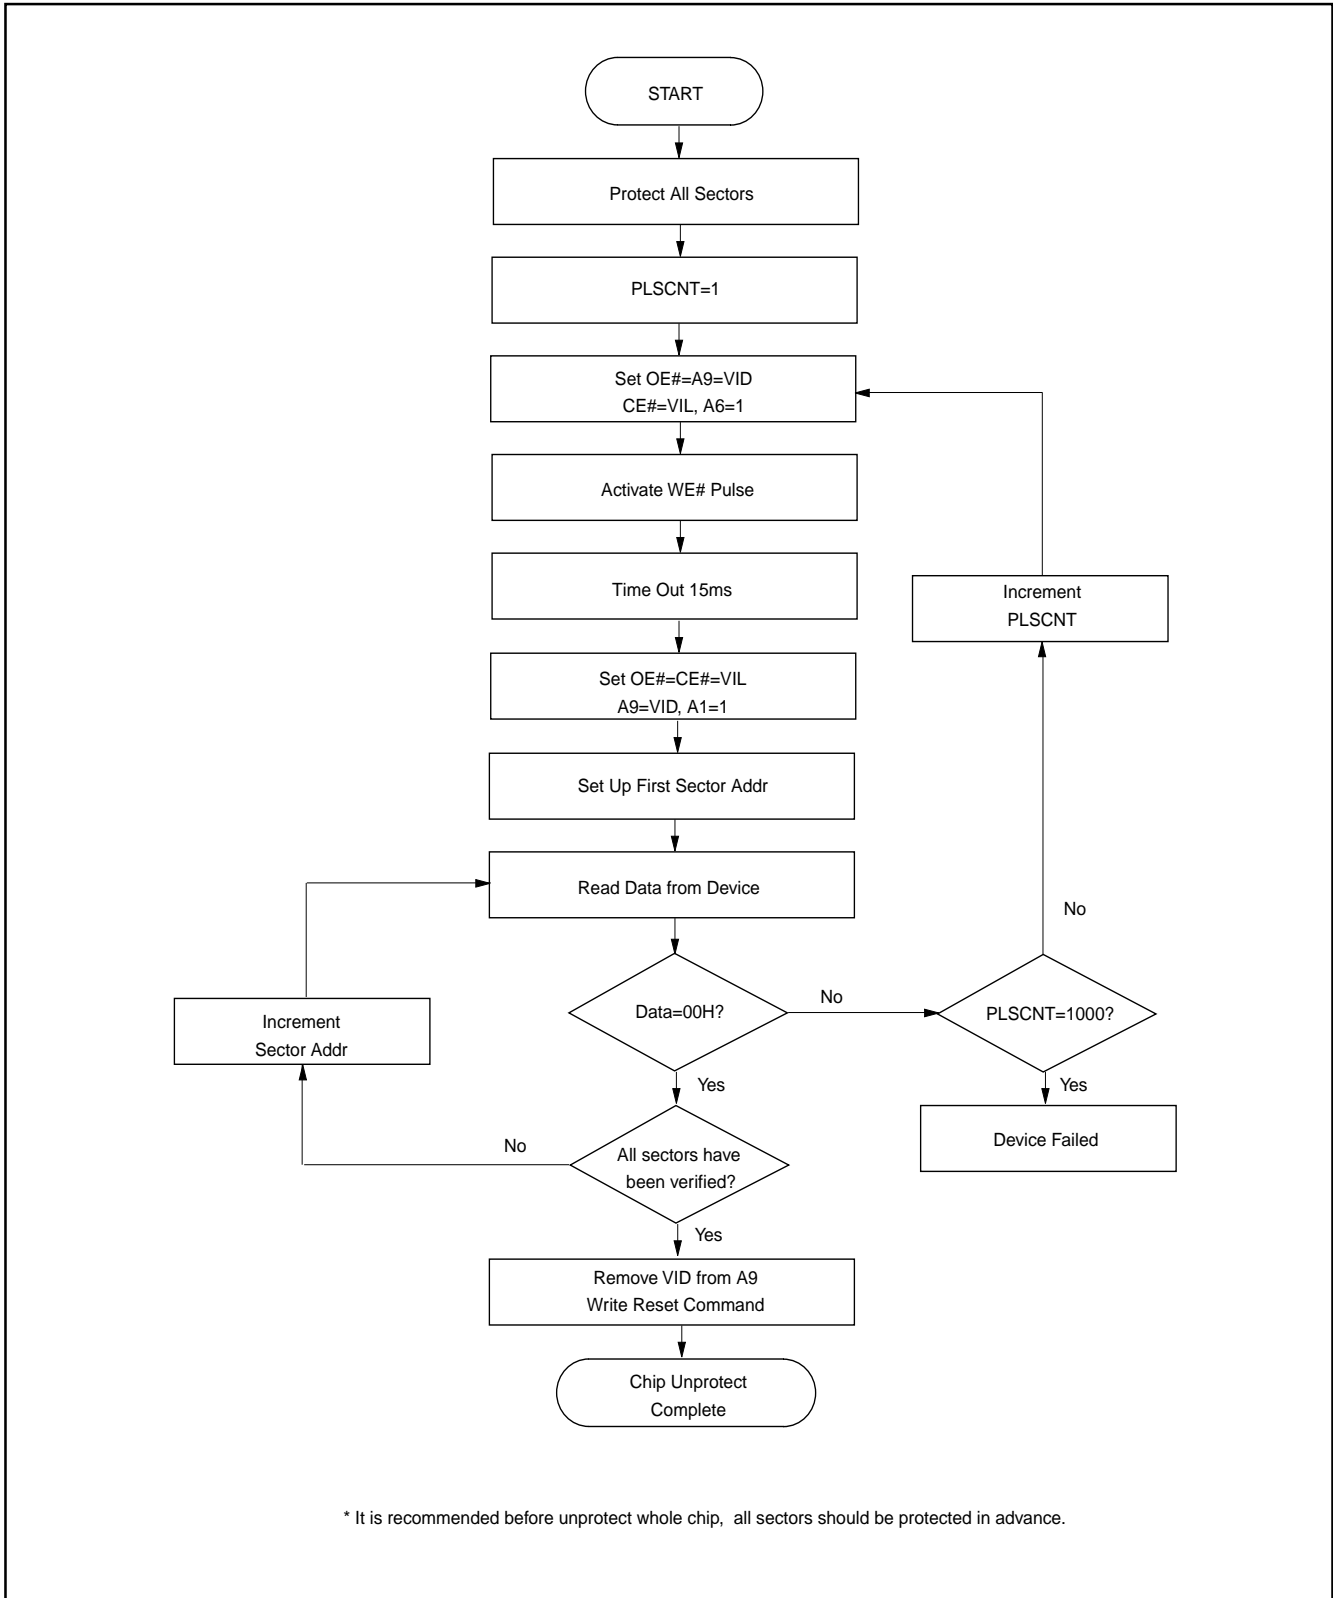 START
Protect All Sectors
PLSCNT=1
Set OE#=A9=VID
CE#=VIL, A6=1
Activate WE# Pulse
Time Out 15ms
Increment
PLSCNT
Set OE#=CE#=VIL
A9=VID, A1=1
Set Up First Sector Addr
Read Data from Device
No
Data=00H?
No
PLSCNT=1000?
Increment
Sector Addr
Yes
Yes
Device Failed
No
All sectors have
been verified?
Yes
Remove VID from A9
Write Reset Command
Chip Unprotect
Complete
* It is recommended before unprotect whole chip, all sectors should be protected in advance.